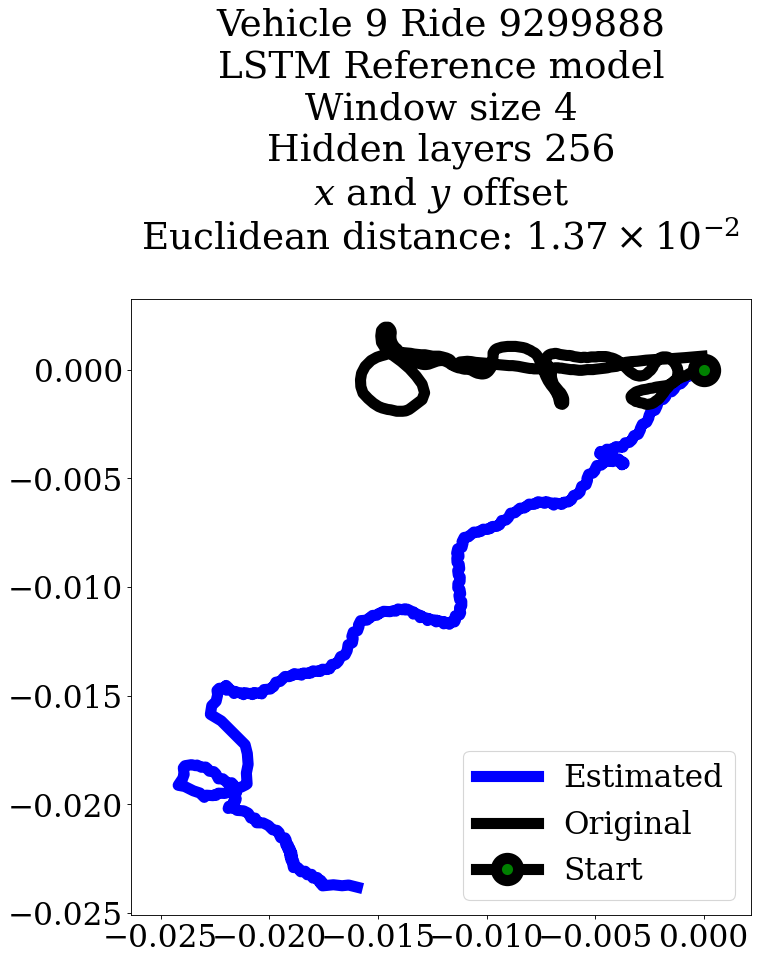 Vehicle 9 Ride 9299888
LSTM Reference model
Window size 4
Hidden layers 256
x and y offset
Euclidean distance: 1.37 × 10⁻²
0.000
−0.005
−0.010
−0.015
−0.020
−0.025
Estimated
Original
Start
−0.025 −0.020 −0.015 −0.010 −0.005 0.000